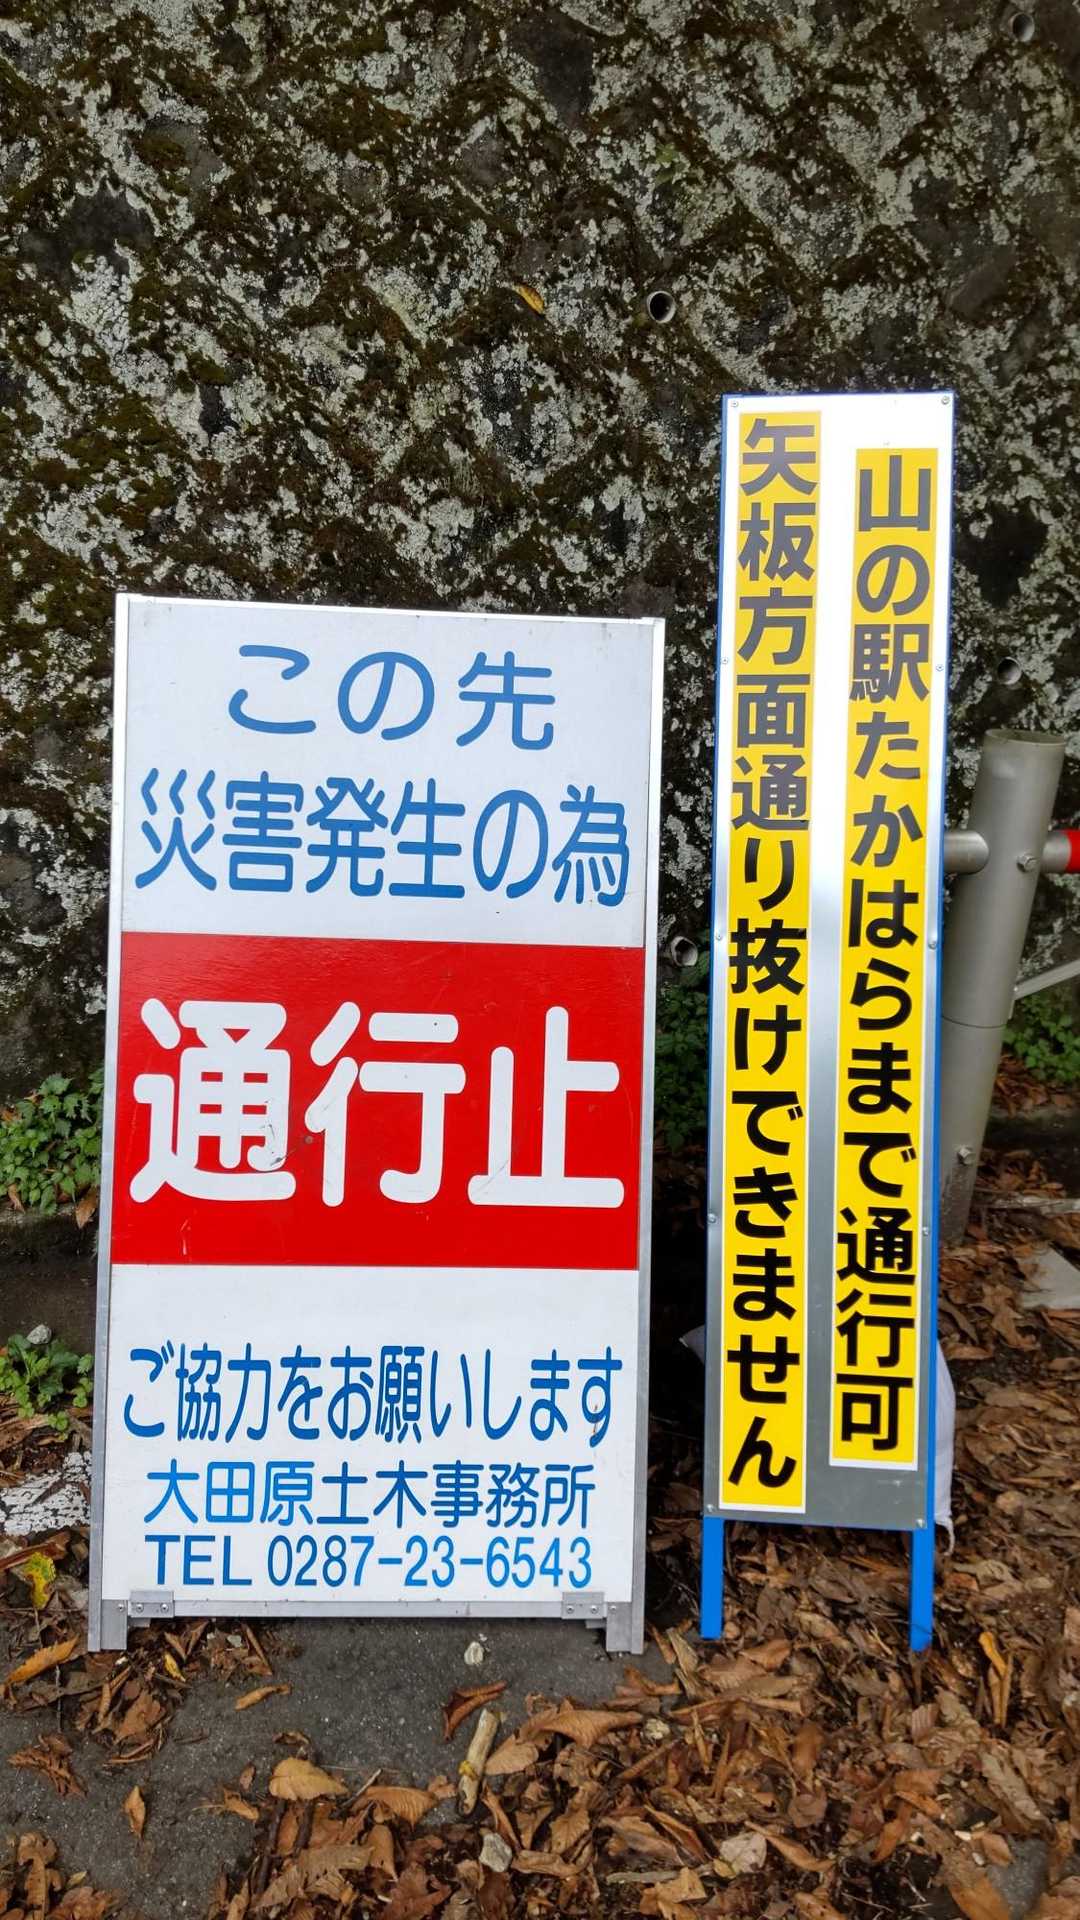 この先
災害発生の為
通行止
ご協力をお願いします
大田原土木事務所
TEL 0287-23-6543
山の駅たかはらまで通行可
矢板方面通り抜けできません